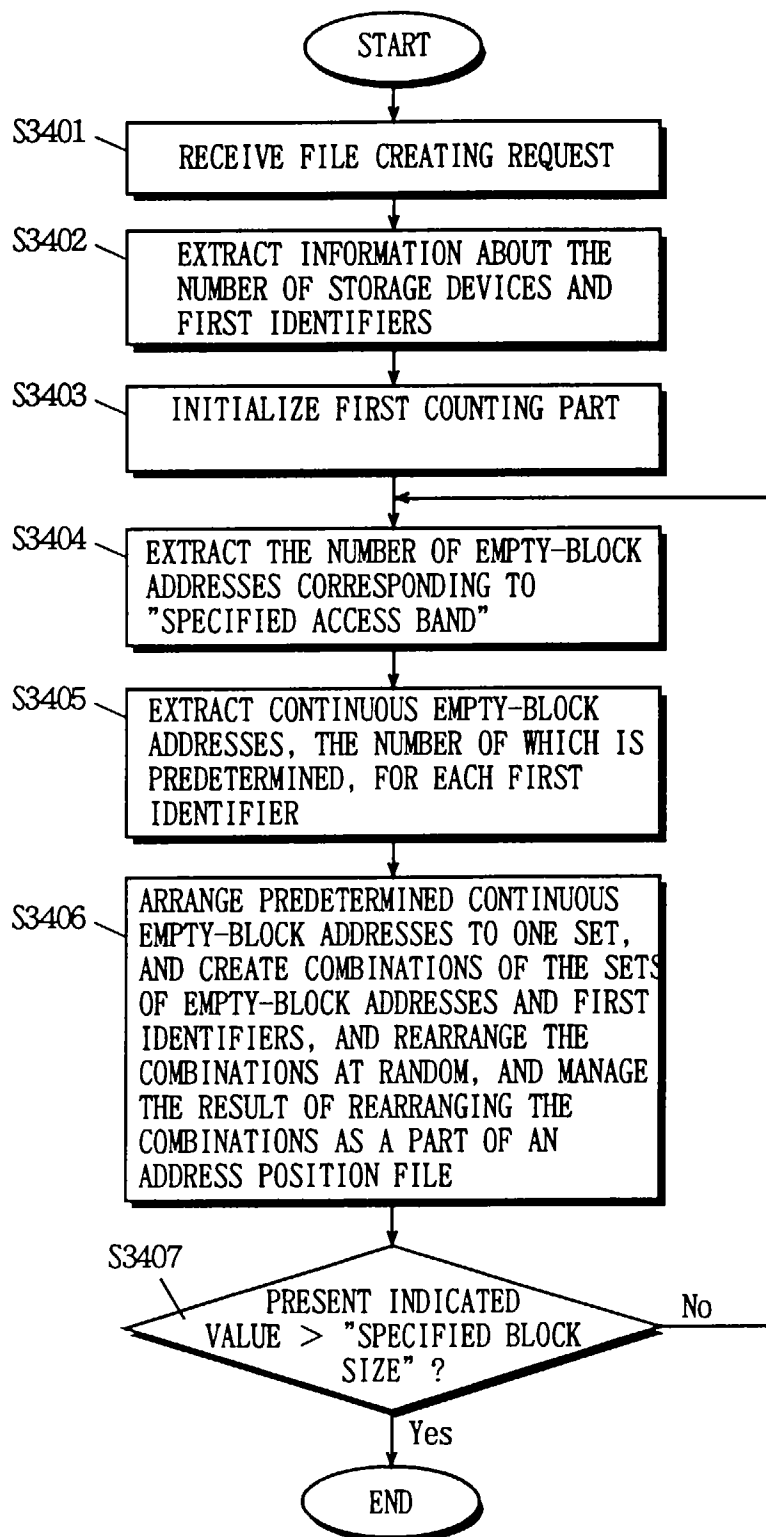 START
S3401
RECEIVE FILE CREATING REQUEST
S3402
EXTRACT INFORMATION ABOUT THE
NUMBER OF STORAGE DEVICES AND
FIRST IDENTIFIERS
S3403
INITIALIZE FIRST COUNTING PART
S3404
EXTRACT THE NUMBER OF EMPTY-BLOCK
ADDRESSES CORRESPONDING TO
"SPECIFIED ACCESS BAND"
S3405
EXTRACT CONTINUOUS EMPTY-BLOCK
ADDRESSES, THE NUMBER OF WHICH IS
PREDETERMINED, FOR EACH FIRST
IDENTIFIER
S3406
ARRANGE PREDETERMINED CONTINUOUS
EMPTY-BLOCK ADDRESSES TO ONE SET,
AND CREATE COMBINATIONS OF THE SETS
OF EMPTY-BLOCK ADDRESSES AND FIRST
IDENTIFIERS, AND REARRANGE THE
COMBINATIONS AT RANDOM, AND MANAGE
THE RESULT OF REARRANGING THE
COMBINATIONS AS A PART OF AN
ADDRESS POSITION FILE
S3407
PRESENT INDICATED
VALUE > "SPECIFIED BLOCK
SIZE" ?
No
Yes
END